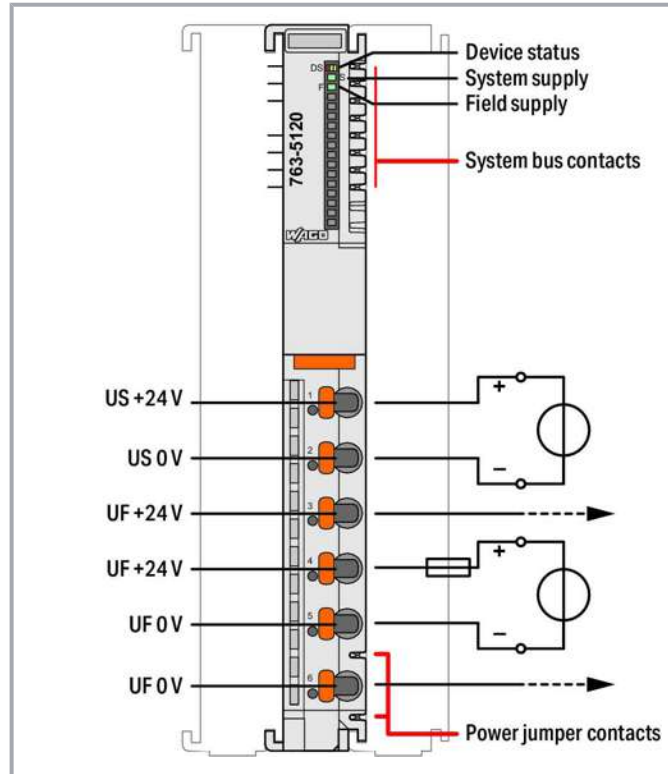 Device status
DS
System supply
S
Field supply
F
System bus contacts
763-5120
WAGO
US +24 V
1
+
US 0 V
2
−
UF +24 V
3
UF +24 V
4
+
UF 0 V
5
−
UF 0 V
6
Power jumper contacts